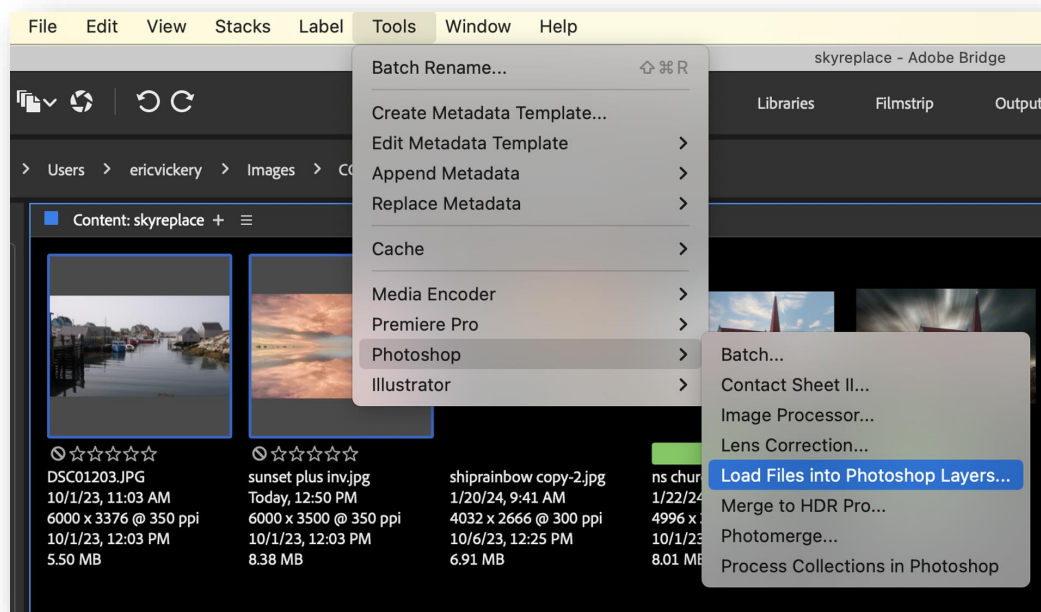 File Edit View Stacks Label Tools Window Help
skyreplace - Adobe Bridge
Batch Rename... ⇧⌘R
Create Metadata Template...
Edit Metadata Template
Append Metadata
Replace Metadata
Cache
Media Encoder
Premiere Pro
Photoshop
Illustrator
Libraries Filmstrip Output
Users ericvickery Images
Content: skyreplace
Batch...
Contact Sheet II...
Image Processor...
Lens Correction...
Load Files into Photoshop Layers...
Merge to HDR Pro...
Photomerge...
Process Collections in Photoshop
DSC01203.JPG
10/1/23, 11:03 AM
6000 x 3376 @ 350 ppi
10/1/23, 12:03 PM
5.50 MB
sunset plus inv.jpg
Today, 12:50 PM
6000 x 3500 @ 350 ppi
10/1/23, 12:03 PM
8.38 MB
shiprainbow copy-2.jpg
1/20/24, 9:41 AM
4032 x 2666 @ 300 ppi
10/6/23, 12:25 PM
6.91 MB
ns chur
1/22/24
4996 x
10/1/23
8.01 MB